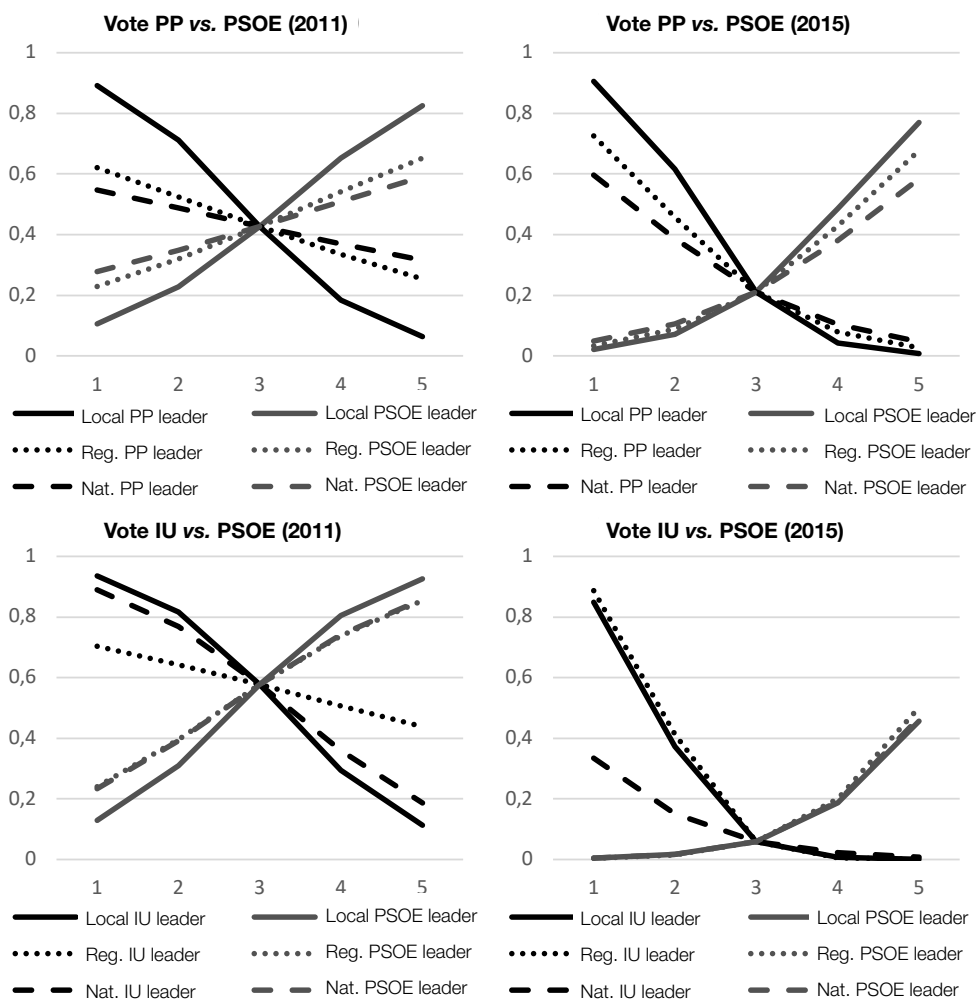 Vote PP vs. PSOE (2011)
1
0,8
0,6
0,4
0,2
0
1 2 3 4 5
Local PP leader Local PSOE leader
Reg. PP leader Reg. PSOE leader
Nat. PP leader Nat. PSOE leader
Vote PP vs. PSOE (2015)
1
0,8
0,6
0,4
0,2
0
1 2 3 4 5
Local PP leader Local PSOE leader
Reg. PP leader Reg. PSOE leader
Nat. PP leader Nat. PSOE leader
Vote IU vs. PSOE (2011)
1
0,8
0,6
0,4
0,2
0
1 2 3 4 5
Local IU leader Local PSOE leader
Reg. IU leader Reg. PSOE leader
Nat. IU leader Nat. PSOE leader
Vote IU vs. PSOE (2015)
1
0,8
0,6
0,4
0,2
0
1 2 3 4 5
Local IU leader Local PSOE leader
Reg. IU leader Reg. PSOE leader
Nat. IU leader Nat. PSOE leader